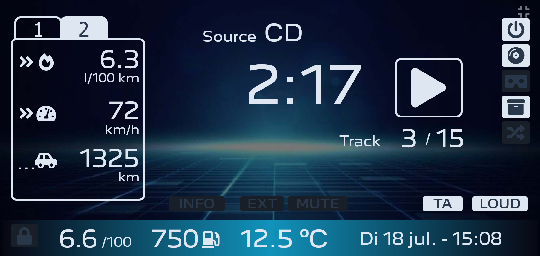 1 2
Source CD
6.3
l/100 km
2:17
72
km/h
Track 3 / 15
1325
km
INFO EXT MUTE TA LOUD
6.6 /100 750 12.5 °C Di 18 jul. - 15:08